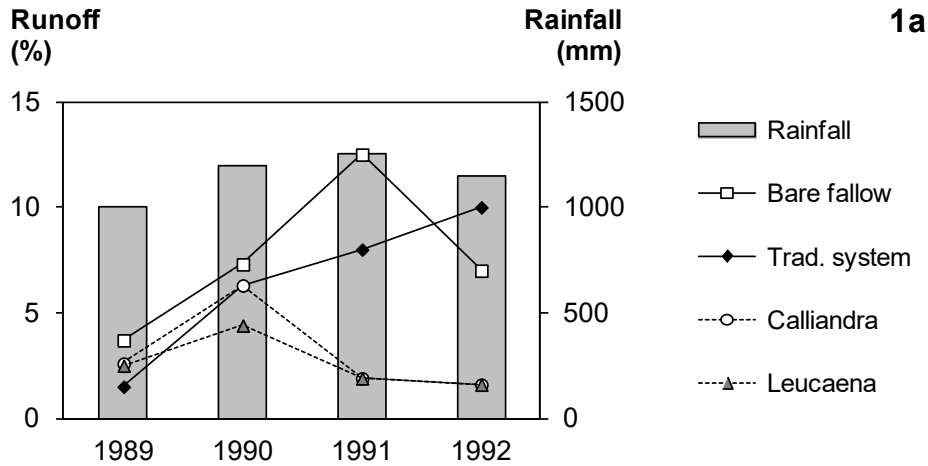 Runoff
(%)
Rainfall
(mm)
1a
15
10
5
0
1500
1000
500
0
1989 1990 1991 1992
Rainfall
Bare fallow
Trad. system
Calliandra
Leucaena